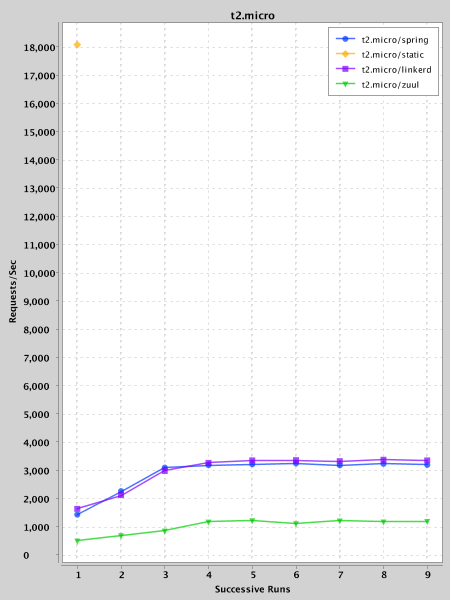 t2.micro
t2.micro/spring
t2.micro/static
t2.micro/linkerd
t2.micro/zuul
Requests/Sec
18,000
17,000
16,000
15,000
14,000
13,000
12,000
11,000
10,000
9,000
8,000
7,000
6,000
5,000
4,000
3,000
2,000
1,000
0
1 2 3 4 5 6 7 8 9
Successive Runs